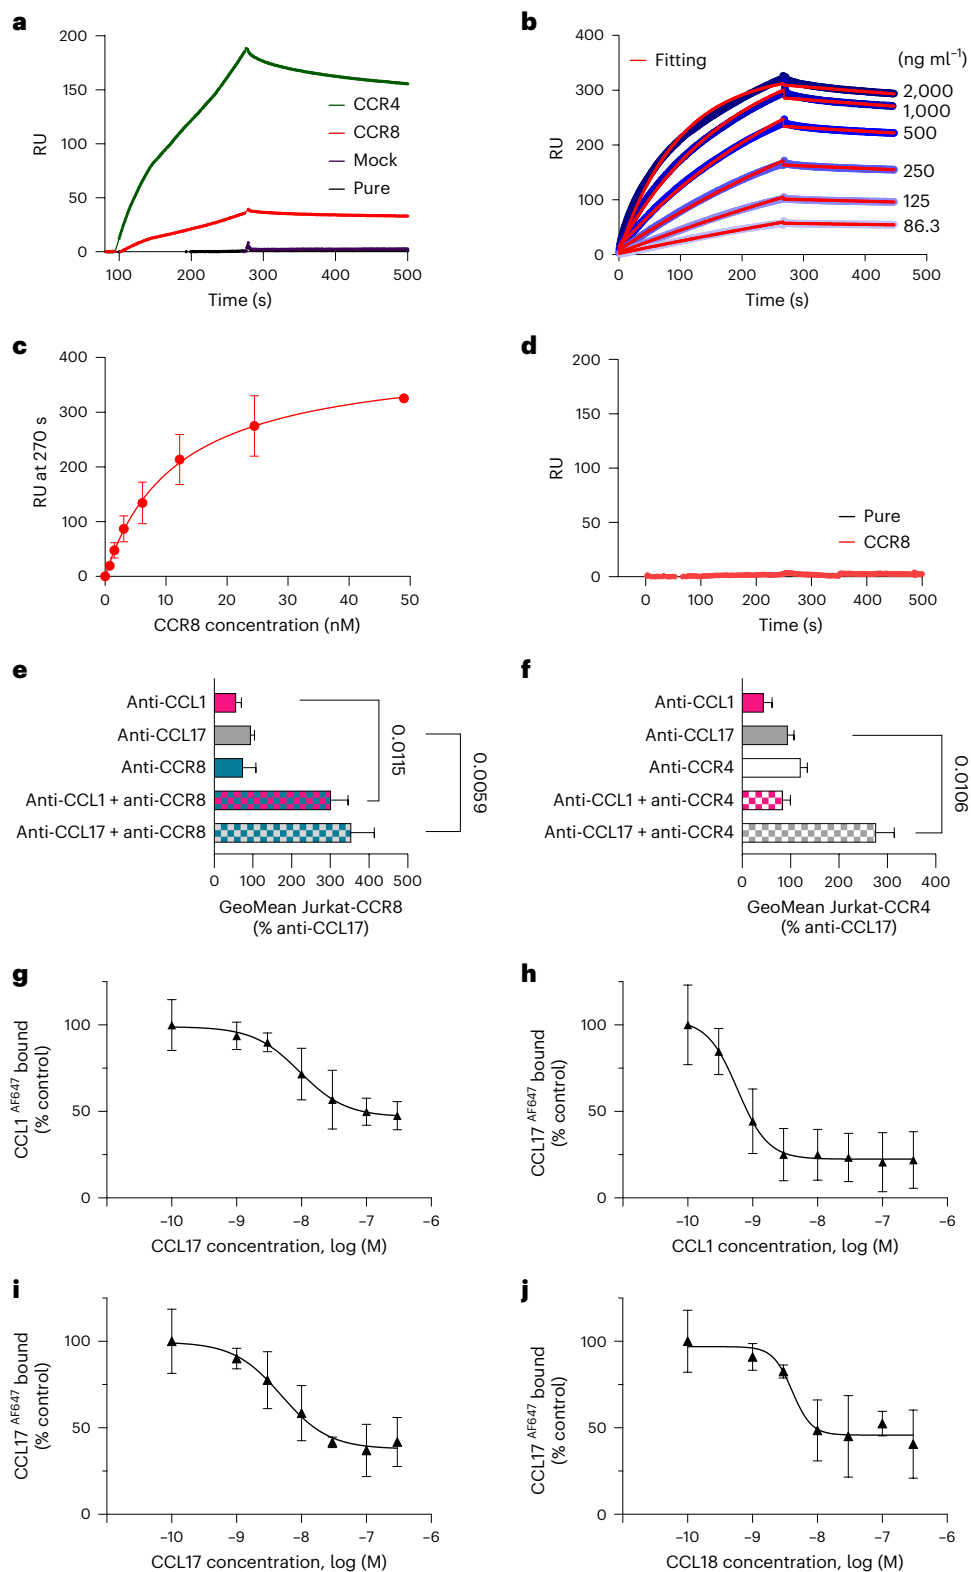 a
200
150
100
50
0
RU
100
200
300
400
500
Time (s)
CCR4
CCR8
Mock
Pure
b
400
300
200
100
0
RU
0
100
200
300
400
500
Time (s)
Fitting
(ng ml⁻¹)
2,000
1,000
500
250
125
86.3
c
400
300
200
100
0
RU at 270 s
0
10
20
30
40
50
CCR8 concentration (nM)
d
200
150
100
50
0
RU
0
100
200
300
400
500
Time (s)
Pure
CCR8
e
Anti-CCL1
Anti-CCL17
Anti-CCR8
Anti-CCL1 + anti-CCR8
Anti-CCL17 + anti-CCR8
0.0115
0.0059
0
100
200
300
400
500
GeoMean Jurkat-CCR8
(% anti-CCL17)
f
Anti-CCL1
Anti-CCL17
Anti-CCR4
Anti-CCL1 + anti-CCR4
Anti-CCL17 + anti-CCR4
0.0106
0
100
200
300
400
GeoMean Jurkat-CCR4
(% anti-CCL17)
g
100
50
0
CCL1 AF647 bound
(% control)
–10
–9
–8
–7
–6
CCL17 concentration, log (M)
h
100
50
0
CCL17 AF647 bound
(% control)
–10
–9
–8
–7
–6
CCL1 concentration, log (M)
i
100
50
0
CCL17 AF647 bound
(% control)
–10
–9
–8
–7
–6
CCL17 concentration, log (M)
j
100
50
0
CCL17 AF647 bound
(% control)
–10
–9
–8
–7
–6
CCL18 concentration, log (M)